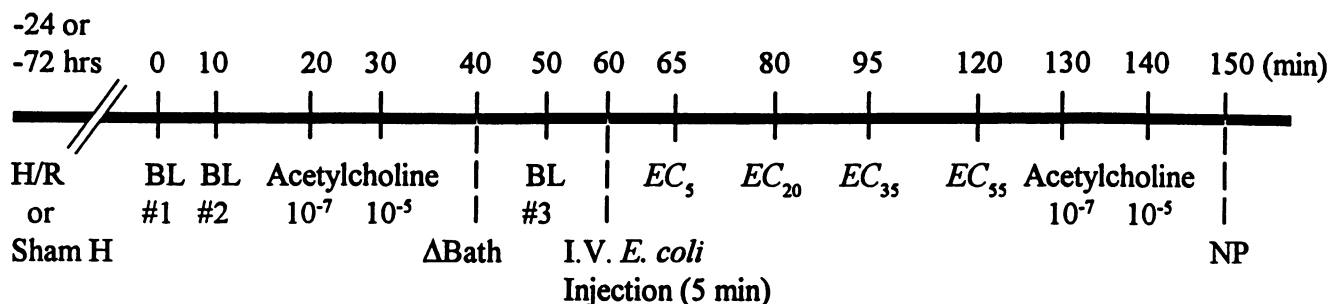 -24 or
-72 hrs 0 10 20 30 40 50 60 65 80 95 120 130 140 150 (min)
H/R BL BL Acetylcholine BL EC₅ EC₂₀ EC₃₅ EC₅₅ Acetylcholine
or #1 #2 10⁻⁷ 10⁻⁵ #3 10⁻⁷ 10⁻⁵
Sham H ΔBath I.V. E. coli NP
Injection (5 min)